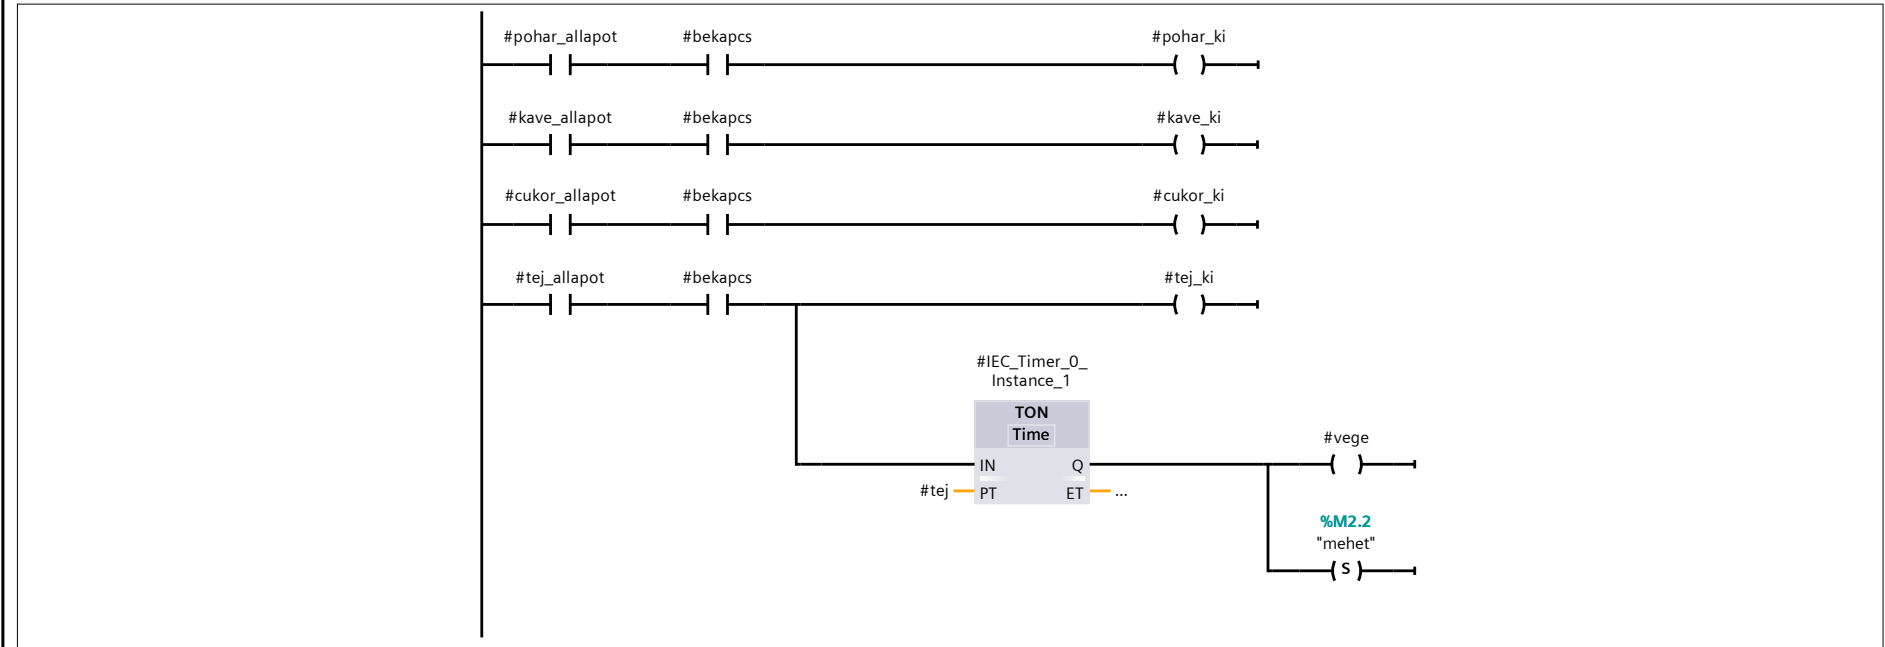 #pohar_allapot #bekapcs #pohar_ki
#kave_allapot #bekapcs #kave_ki
#cukor_allapot #bekapcs #cukor_ki
#tej_allapot #bekapcs #tej_ki
#IEC_Timer_0_
Instance_1
TON
Time
#vege
IN Q
#tej PT ET ...
%M2.2
"mehet"
S